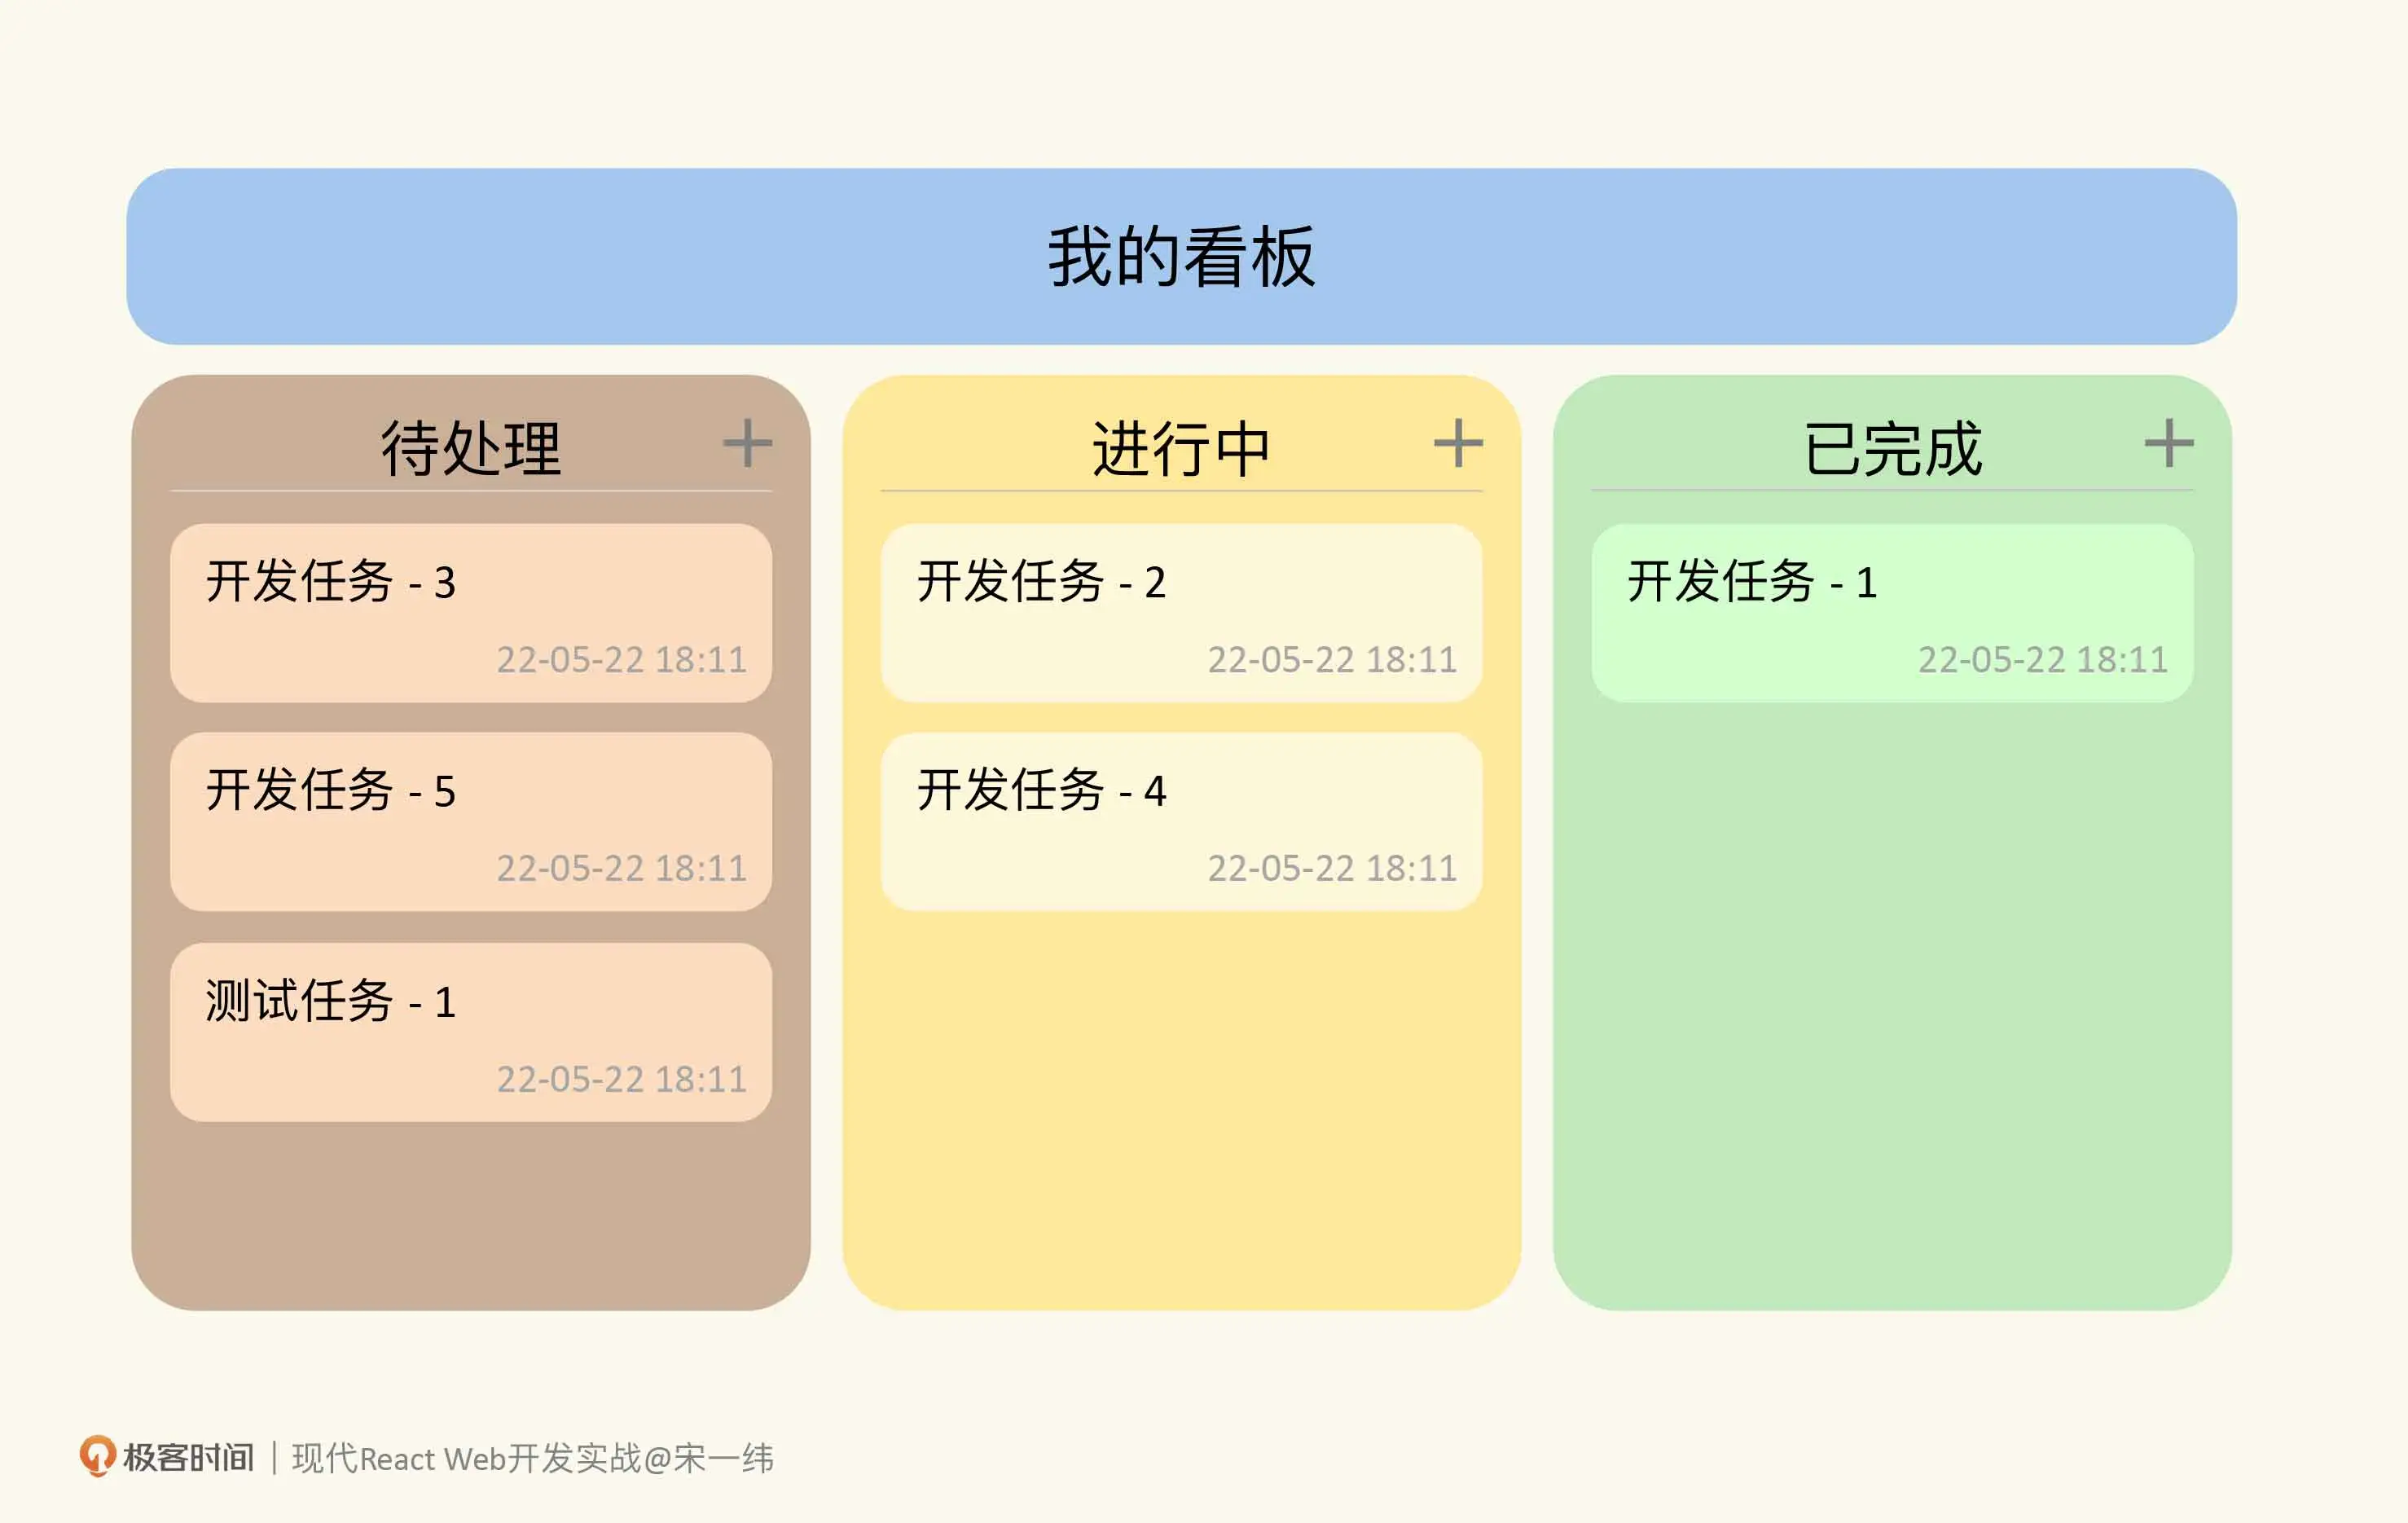 我的看板
待处理
开发任务 - 3
22-05-22 18:11
开发任务 - 5
22-05-22 18:11
测试任务 - 1
22-05-22 18:11
进行中
开发任务 - 2
22-05-22 18:11
开发任务 - 4
22-05-22 18:11
已完成
开发任务 - 1
22-05-22 18:11
极客时间 | 现代React Web开发实战@宋一纬